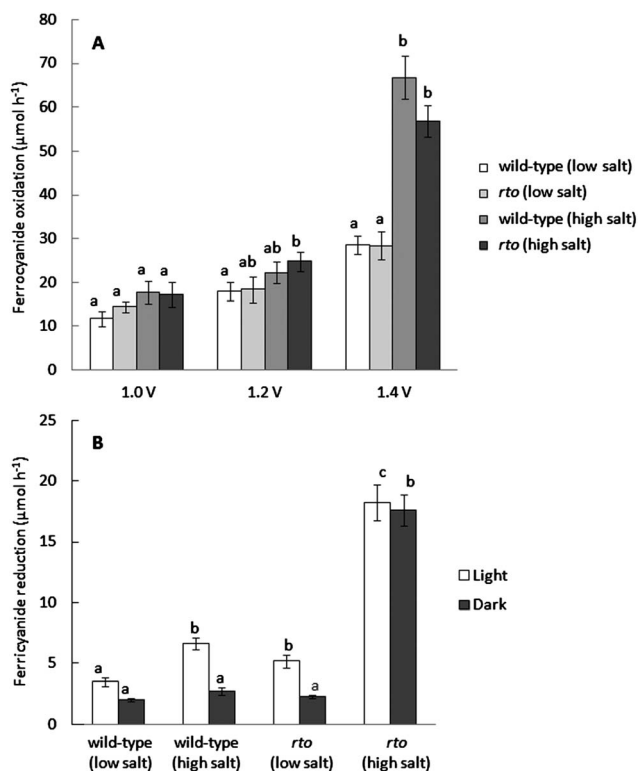 A
80
70
60
50
40
30
20
10
0
Ferrocyanide oxidation (μmol h⁻¹)
a a a a
a ab ab b
a a b b
1.0 V 1.2 V 1.4 V
wild-type (low salt)
rto (low salt)
wild-type (high salt)
rto (high salt)
B
25
20
15
10
5
0
Ferricyanide reduction (μmol h⁻¹)
a a b a b a c b
wild-type (low salt)
wild-type (high salt)
rto (low salt)
rto (high salt)
Light
Dark